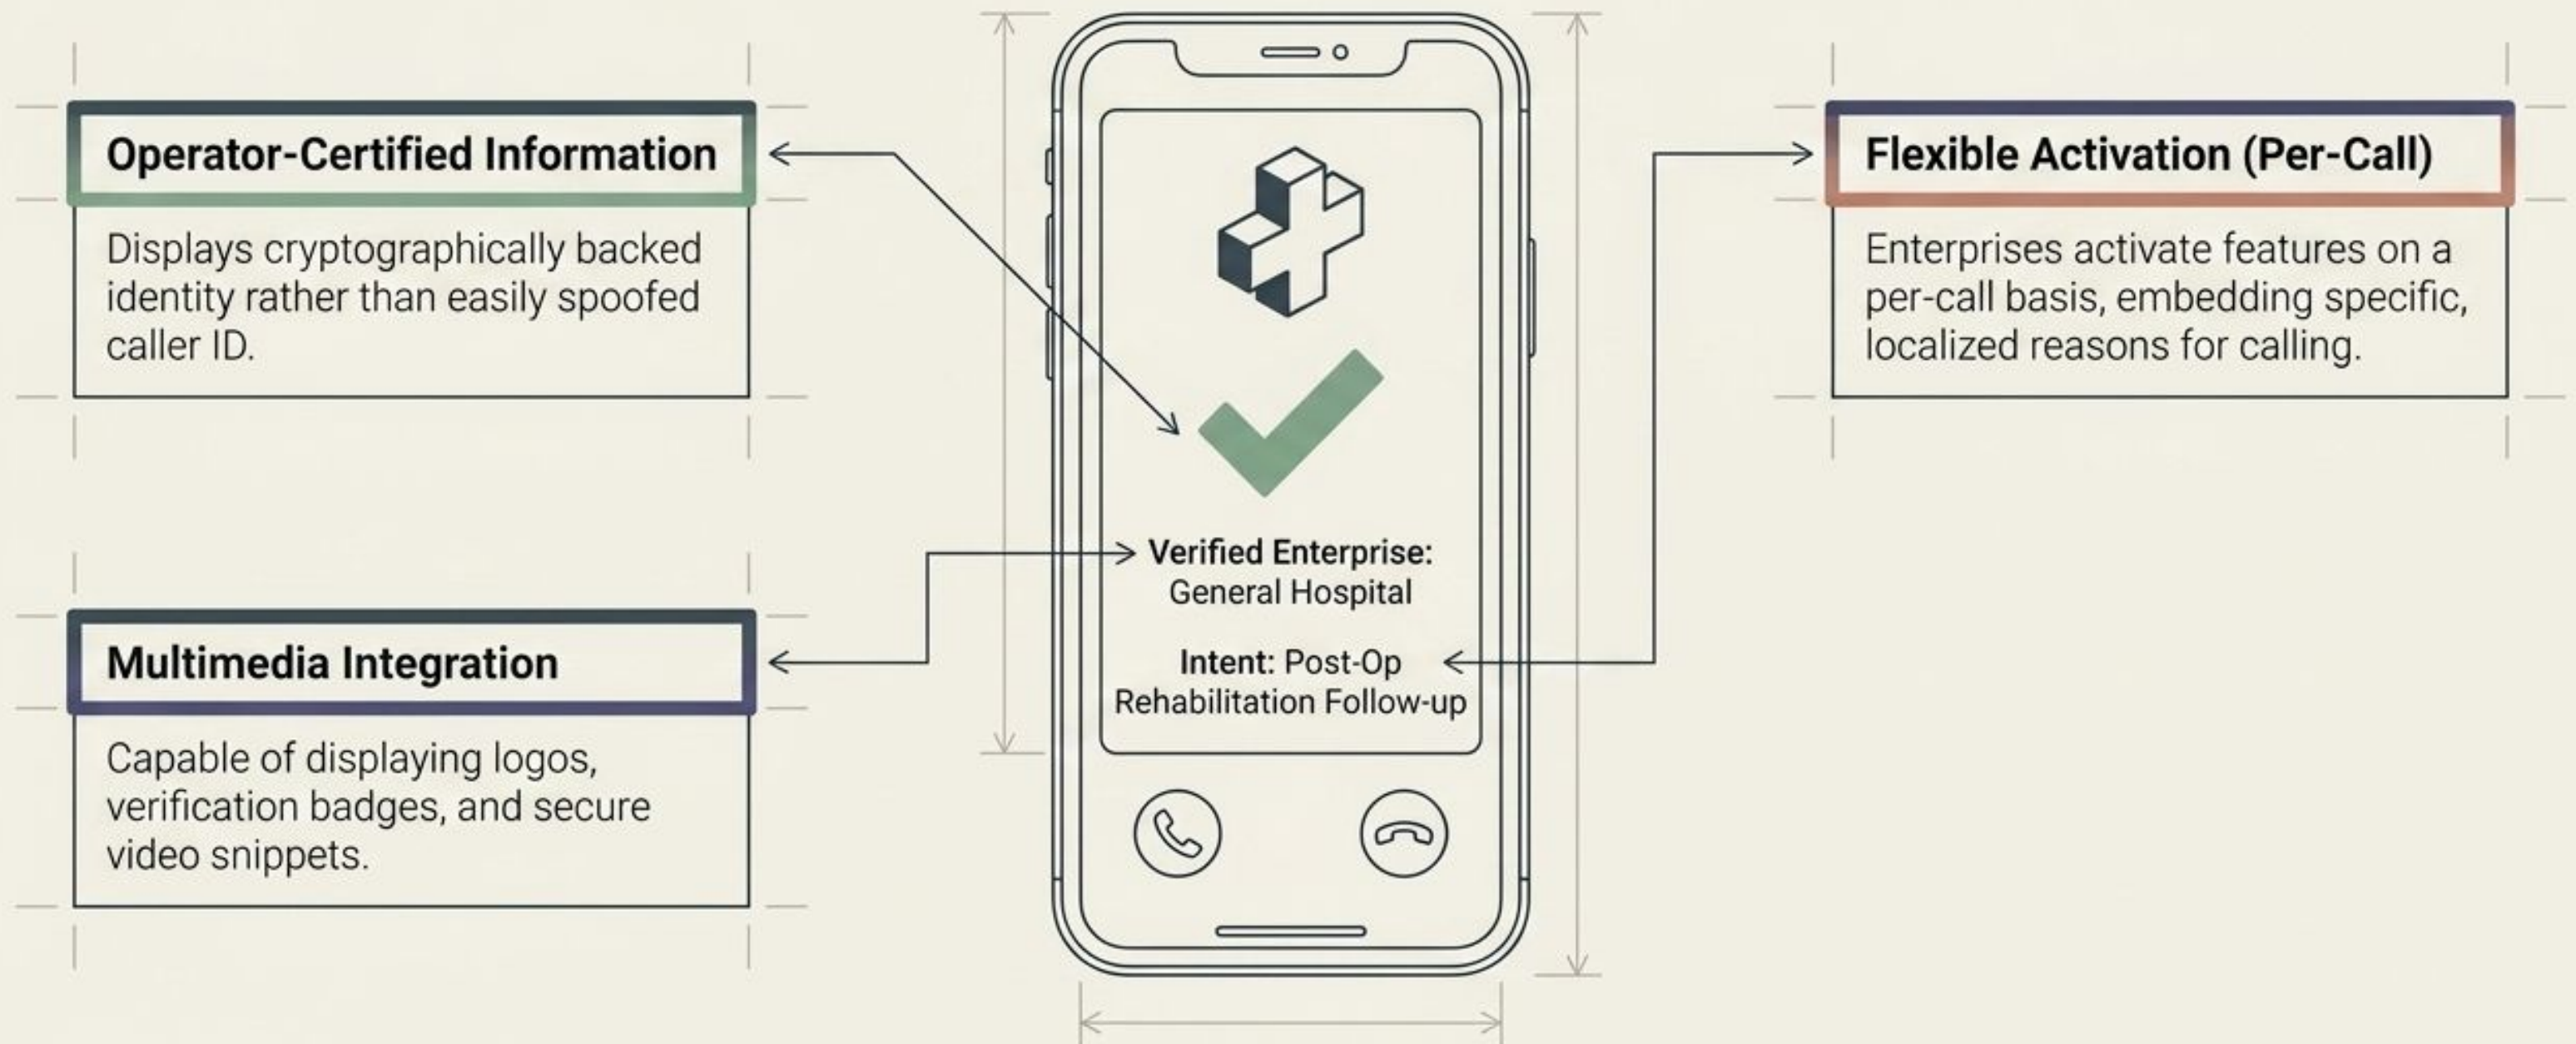 Operator-Certified Information
Displays cryptographically backed
identity rather than easily spoofed
caller ID.
Multimedia Integration
Capable of displaying logos,
verification badges, and secure
video snippets.
Verified Enterprise:
General Hospital
Intent: Post-Op
Rehabilitation Follow-up
Flexible Activation (Per-Call)
Enterprises activate features on a
per-call basis, embedding specific,
localized reasons for calling.